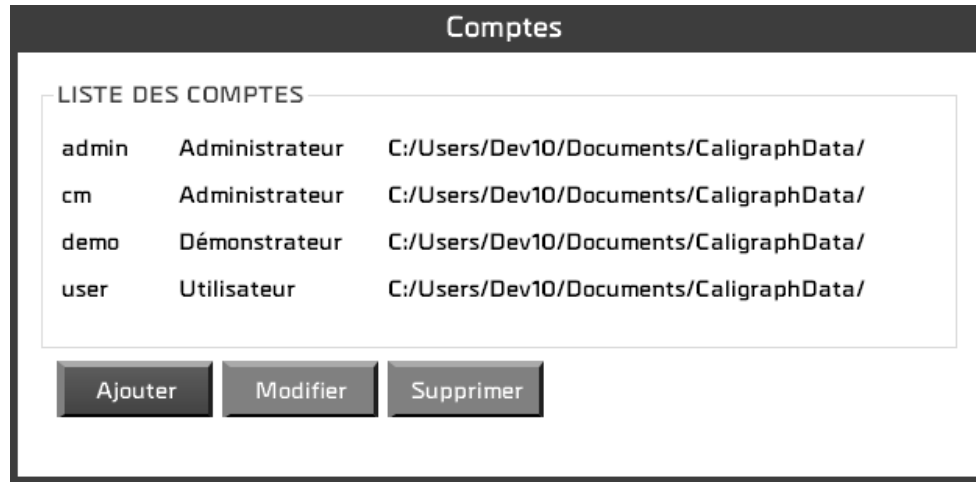 Comptes
LISTE DES COMPTES
admin Administrateur C:/Users/Dev10/Documents/CaligraphData/
cm Administrateur C:/Users/Dev10/Documents/CaligraphData/
demo Démonstrateur C:/Users/Dev10/Documents/CaligraphData/
user Utilisateur C:/Users/Dev10/Documents/CaligraphData/
Ajouter Modifier Supprimer